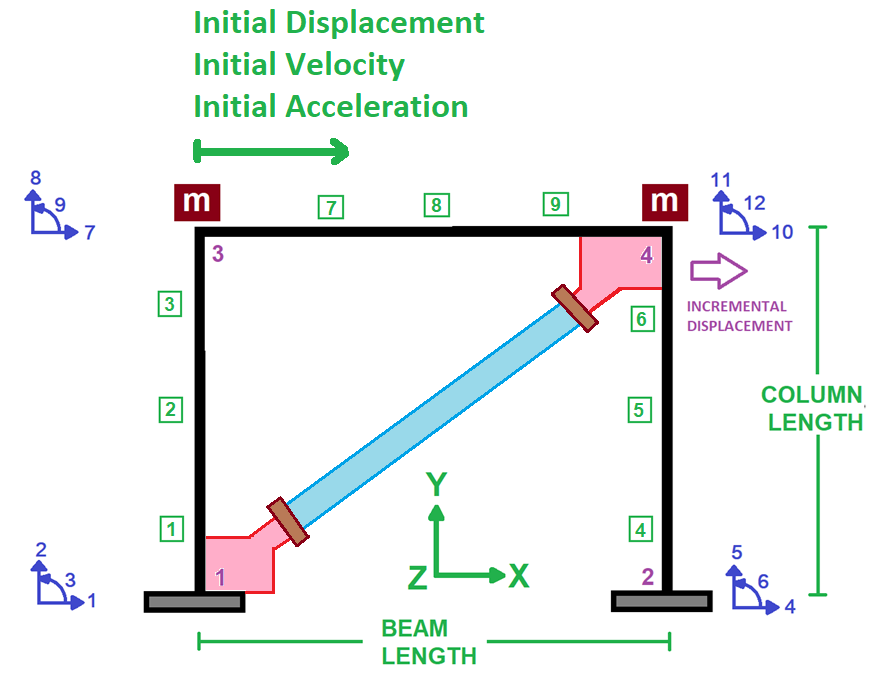 Initial Displacement
Initial Velocity
Initial Acceleration
8
9
7
m
7
8
9
m
11
12
10
3
4
INCREMENTAL
DISPLACEMENT
3
6
2
5
COLUMN
LENGTH
Y
X
Z
1
4
2
3
1
1
2
5
6
4
BEAM
LENGTH